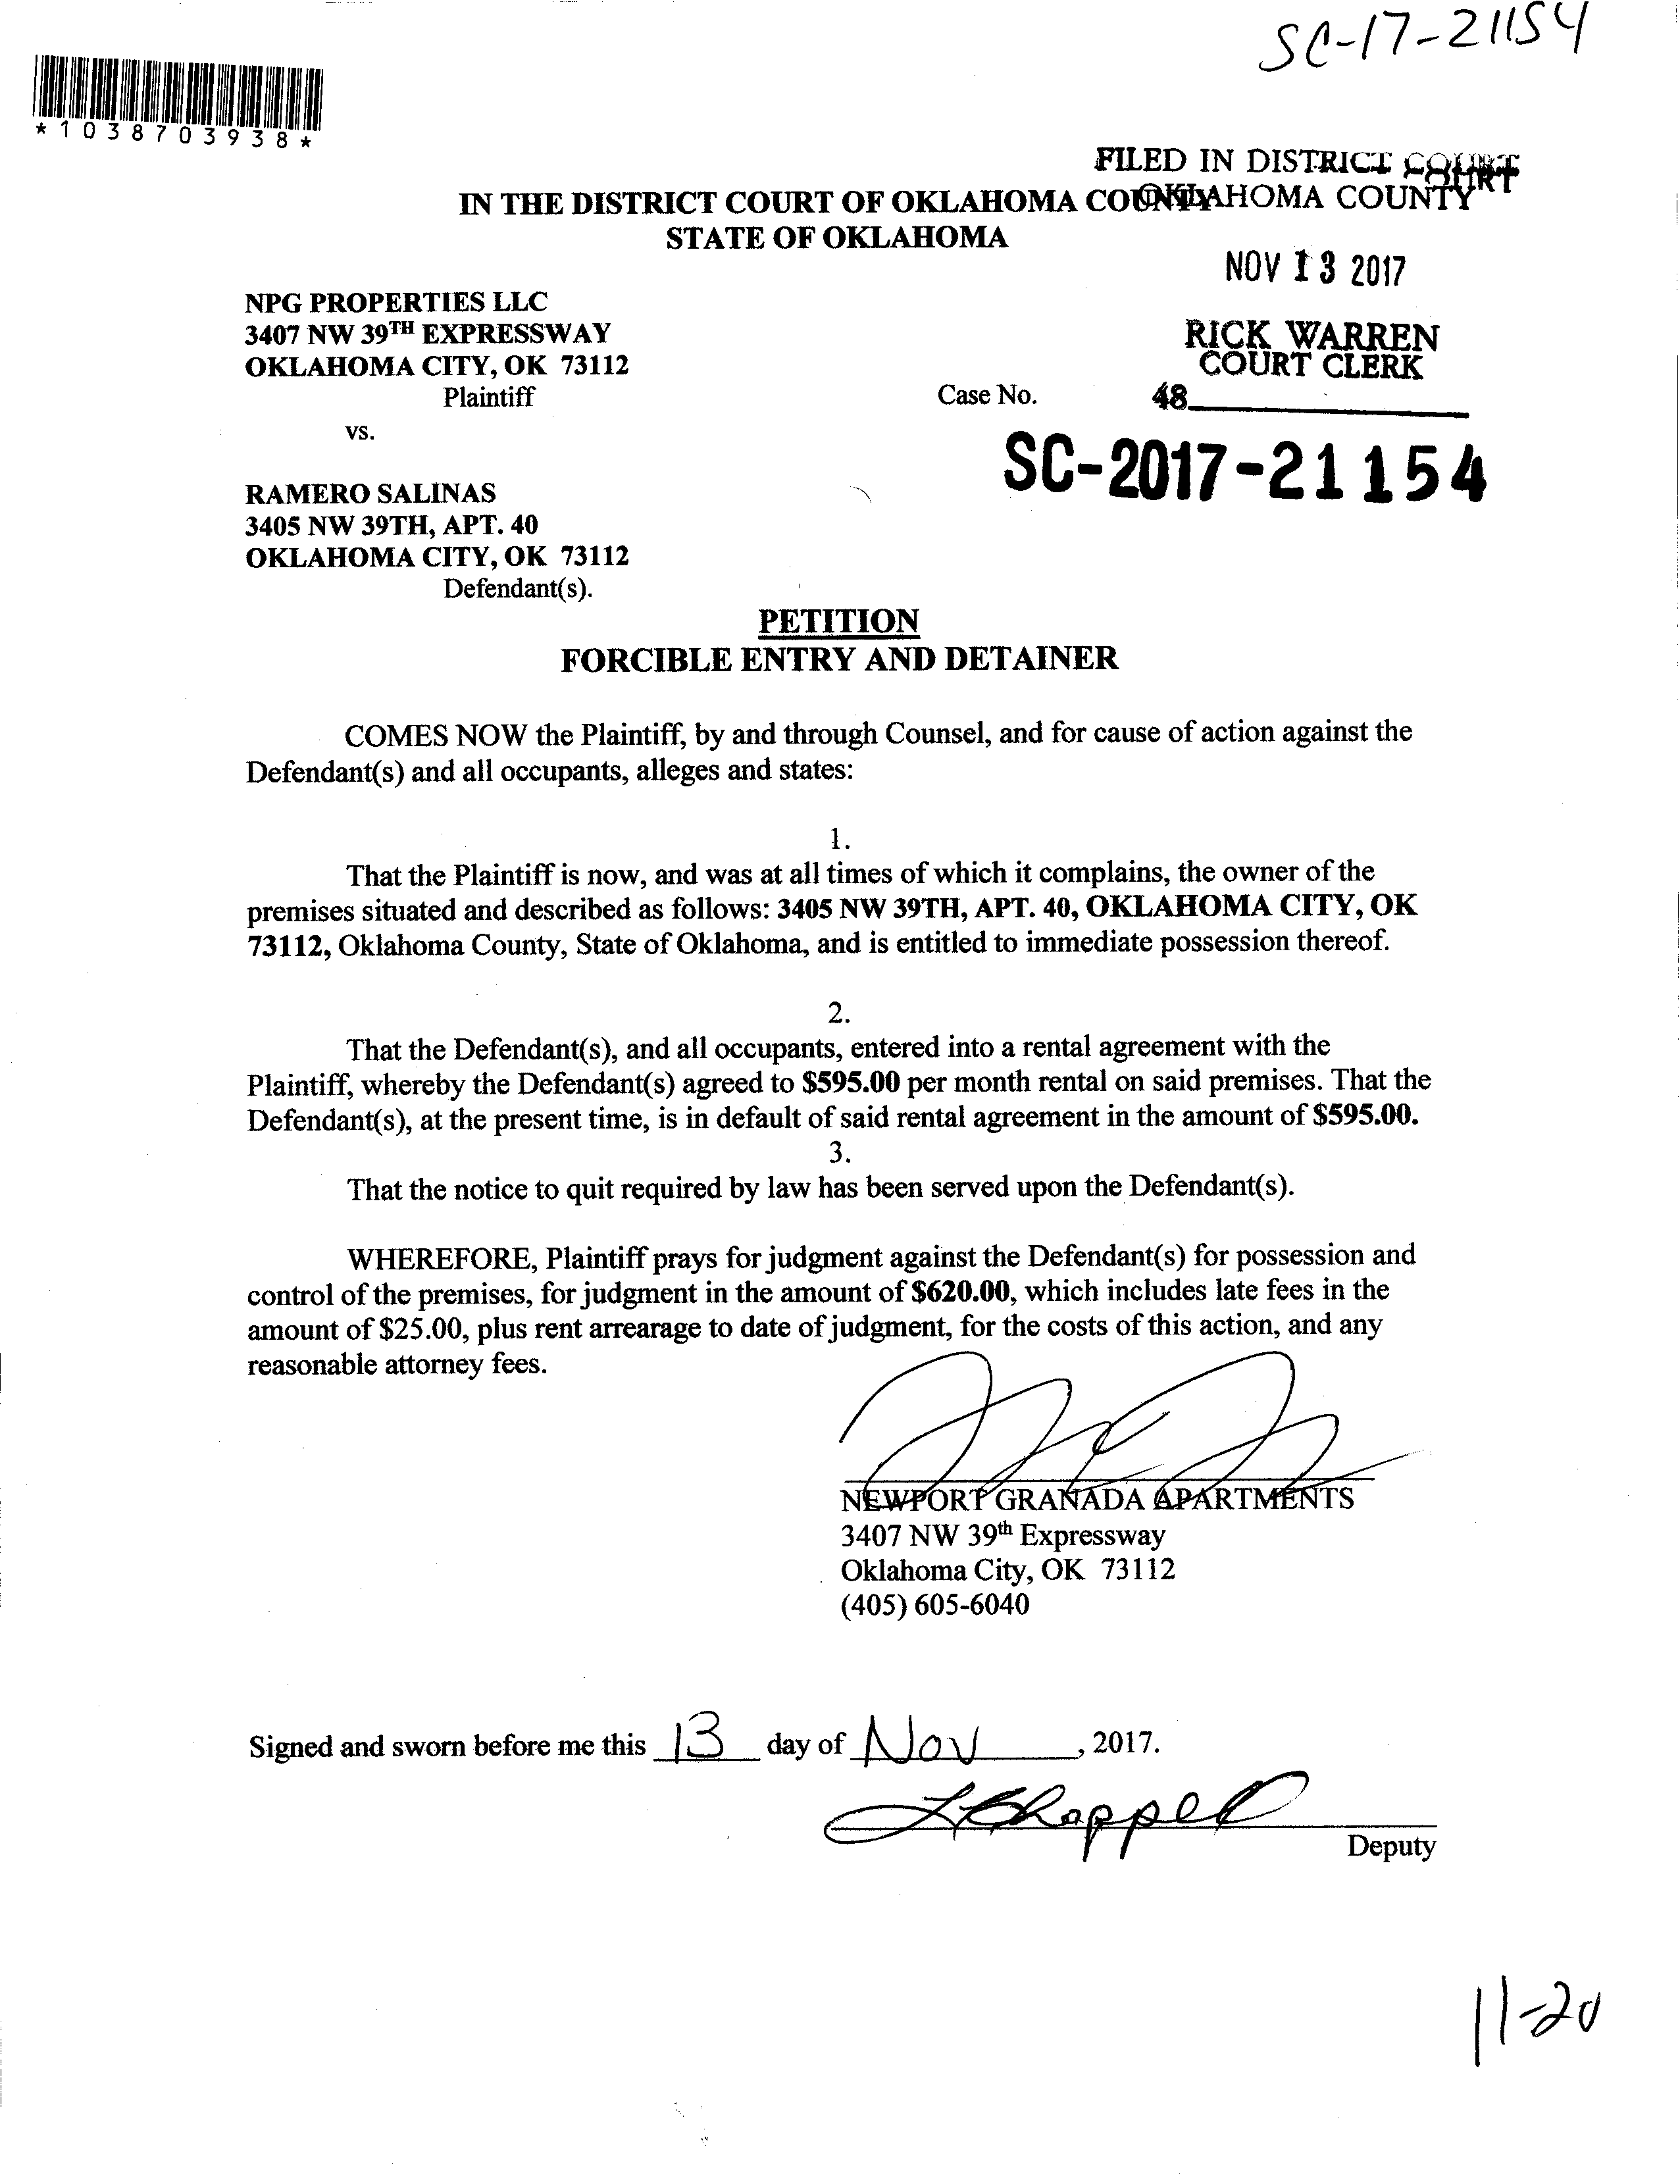 SC-17-21154
*1038703938*
FILED IN DISTRICT COURT
OKLAHOMA COUNTY
IN THE DISTRICT COURT OF OKLAHOMA COUNTY
STATE OF OKLAHOMA
NOV 13 2017
NPG PROPERTIES LLC
3407 NW 39TH EXPRESSWAY
OKLAHOMA CITY, OK 73112
Plaintiff
RICK WARREN
COURT CLERK
Case No.
48
vs.
SC-2017-21154
RAMERO SALINAS
3405 NW 39TH, APT. 40
OKLAHOMA CITY, OK 73112
Defendant(s).
PETITION
FORCIBLE ENTRY AND DETAINER
COMES NOW the Plaintiff, by and through Counsel, and for cause of action against the
Defendant(s) and all occupants, alleges and states:
1.
That the Plaintiff is now, and was at all times of which it complains, the owner of the
premises situated and described as follows: 3405 NW 39TH, APT. 40, OKLAHOMA CITY, OK
73112, Oklahoma County, State of Oklahoma, and is entitled to immediate possession thereof.
2.
That the Defendant(s), and all occupants, entered into a rental agreement with the
Plaintiff, whereby the Defendant(s) agreed to $595.00 per month rental on said premises. That the
Defendant(s), at the present time, is in default of said rental agreement in the amount of $595.00.
3.
That the notice to quit required by law has been served upon the Defendant(s).
WHEREFORE, Plaintiff prays for judgment against the Defendant(s) for possession and
control of the premises, for judgment in the amount of $620.00, which includes late fees in the
amount of $25.00, plus rent arrearage to date of judgment, for the costs of this action, and any
reasonable attorney fees.
NEWPORT GRANADA APARTMENTS
3407 NW 39th Expressway
Oklahoma City, OK 73112
(405) 605-6040
Signed and sworn before me this 13 day of Nov, 2017.
L Chappell
Deputy
11-20